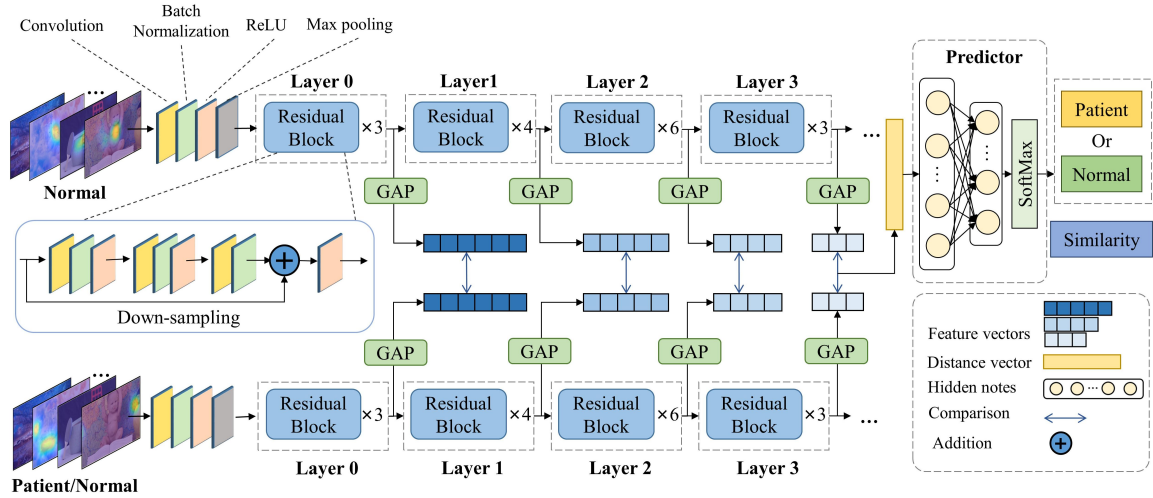 Convolution
Batch
Normalization
ReLU
Max pooling
...
Normal
Layer 0
Residual
Block
×3
Layer1
Residual
Block
×4
Layer 2
Residual
Block
×6
Layer 3
Residual
Block
×3
...
GAP
GAP
GAP
GAP
Down-sampling
GAP
GAP
GAP
GAP
...
Patient/Normal
Residual
Block
×3
Layer 0
Residual
Block
×4
Layer 1
Residual
Block
×6
Layer 2
Residual
Block
×3
Layer 3
...
Predictor
SoftMax
Patient
Or
Normal
Similarity
Feature vectors
Distance vector
Hidden notes
Comparison
Addition